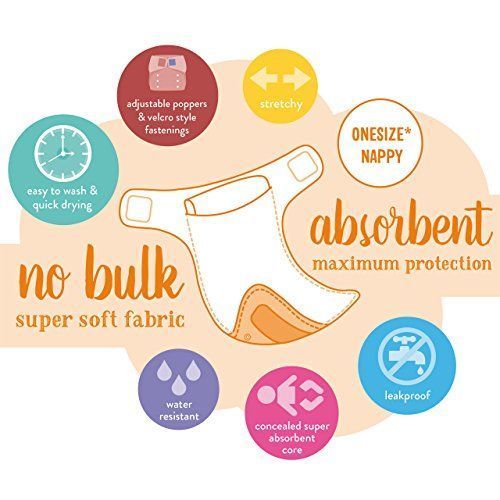 adjustable poppers
& velcro style
fastenings
stretchy
ONESIZE*
NAPPY
easy to wash &
quick drying
absorbent
maximum protection
no bulk
super soft fabric
water
resistant
concealed super
absorbent
core
leakproof